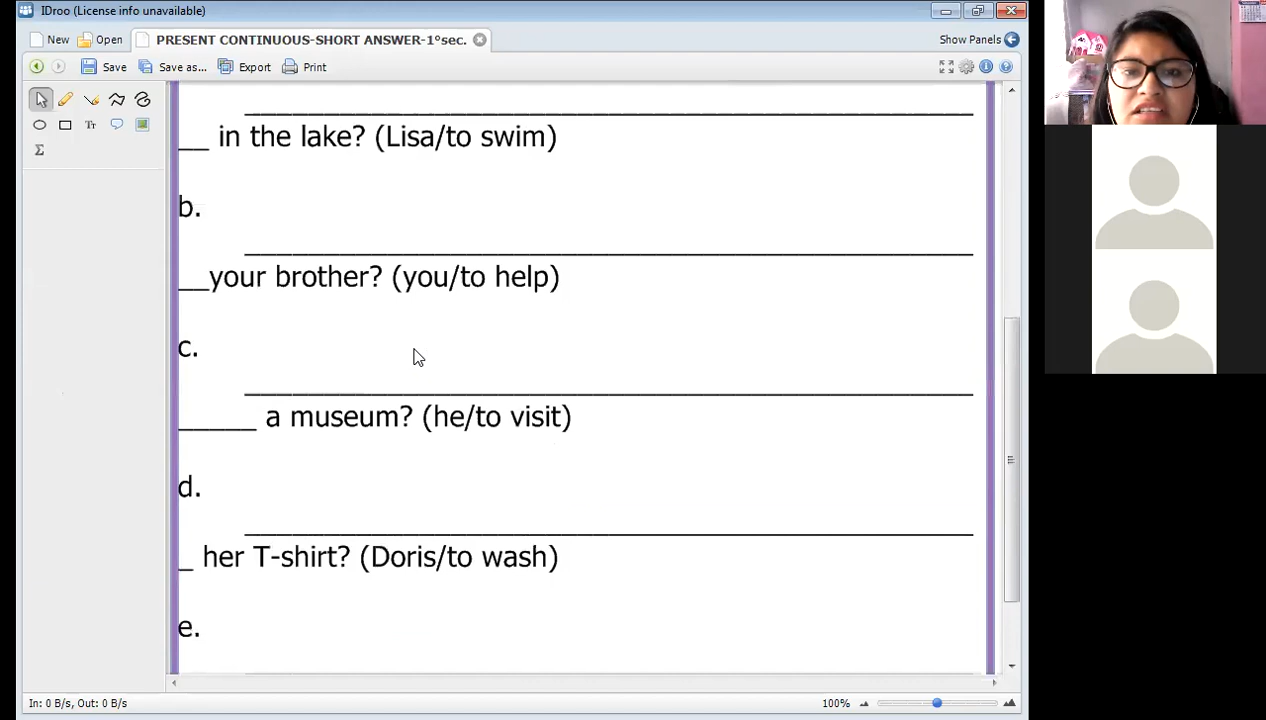 IDroo (License info unavailable)
New Open PRESENT CONTINUOUS-SHORT ANSWER-1°sec. Show Panels
Save Save as... Export Print
Tr
Σ
__ in the lake? (Lisa/to swim)
b.
__your brother? (you/to help)
c.
_____ a museum? (he/to visit)
d.
_ her T-shirt? (Doris/to wash)
e.
In: 0 B/s, Out: 0 B/s 100%